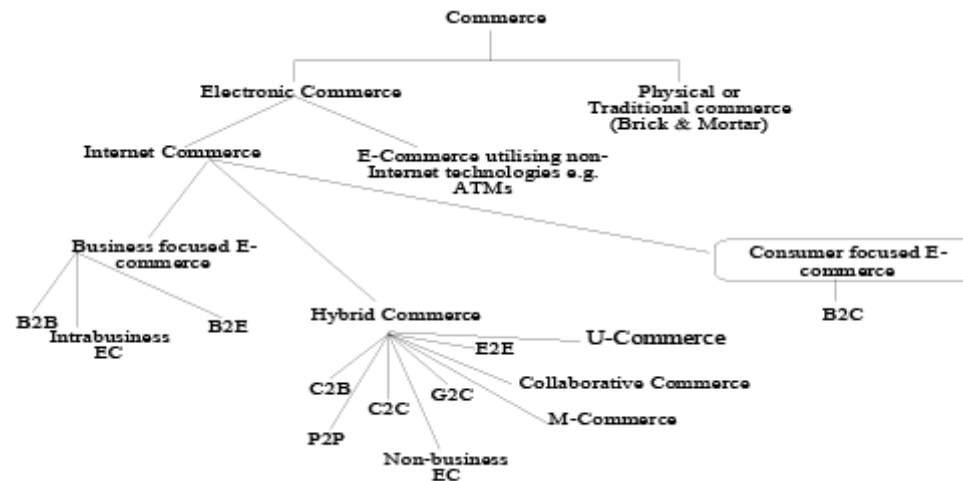 Commerce
Electronic Commerce
Physical or
Traditional commerce
(Brick & Mortar)
Internet Commerce
E-Commerce utilising non-
Internet technologies e.g.
ATMs
Business focused E-
commerce
Consumer focused E-
commerce
B2B
Intrabusiness
EC
B2E
Hybrid Commerce
B2C
E2E
U-Commerce
C2B
C2C
G2C
Collaborative Commerce
M-Commerce
P2P
Non-business
EC